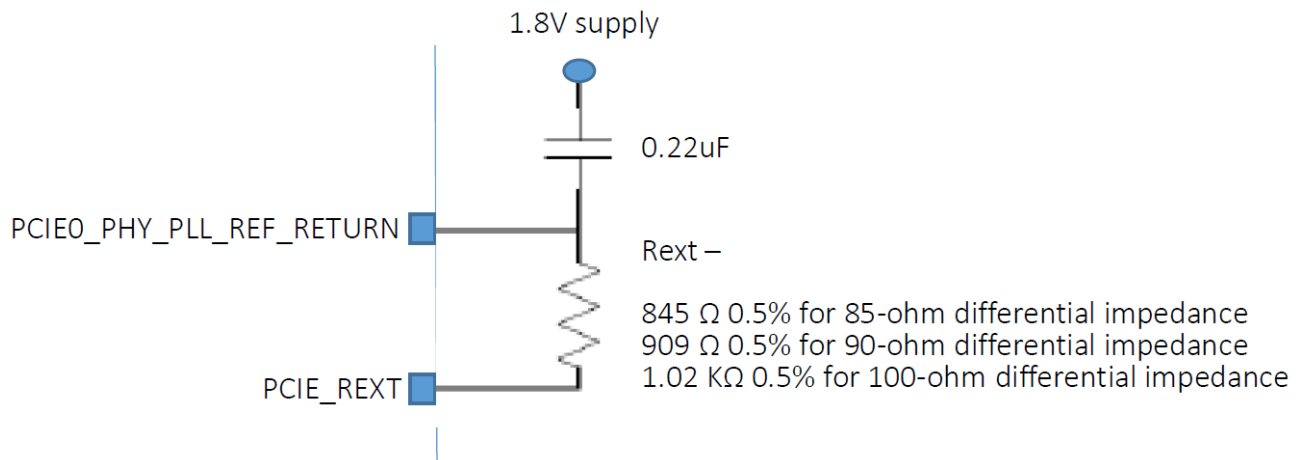 1.8V supply
0.22uF
PCIE0_PHY_PLL_REF_RETURN
Rext –
845 Ω 0.5% for 85-ohm differential impedance
909 Ω 0.5% for 90-ohm differential impedance
1.02 KΩ 0.5% for 100-ohm differential impedance
PCIE_REXT